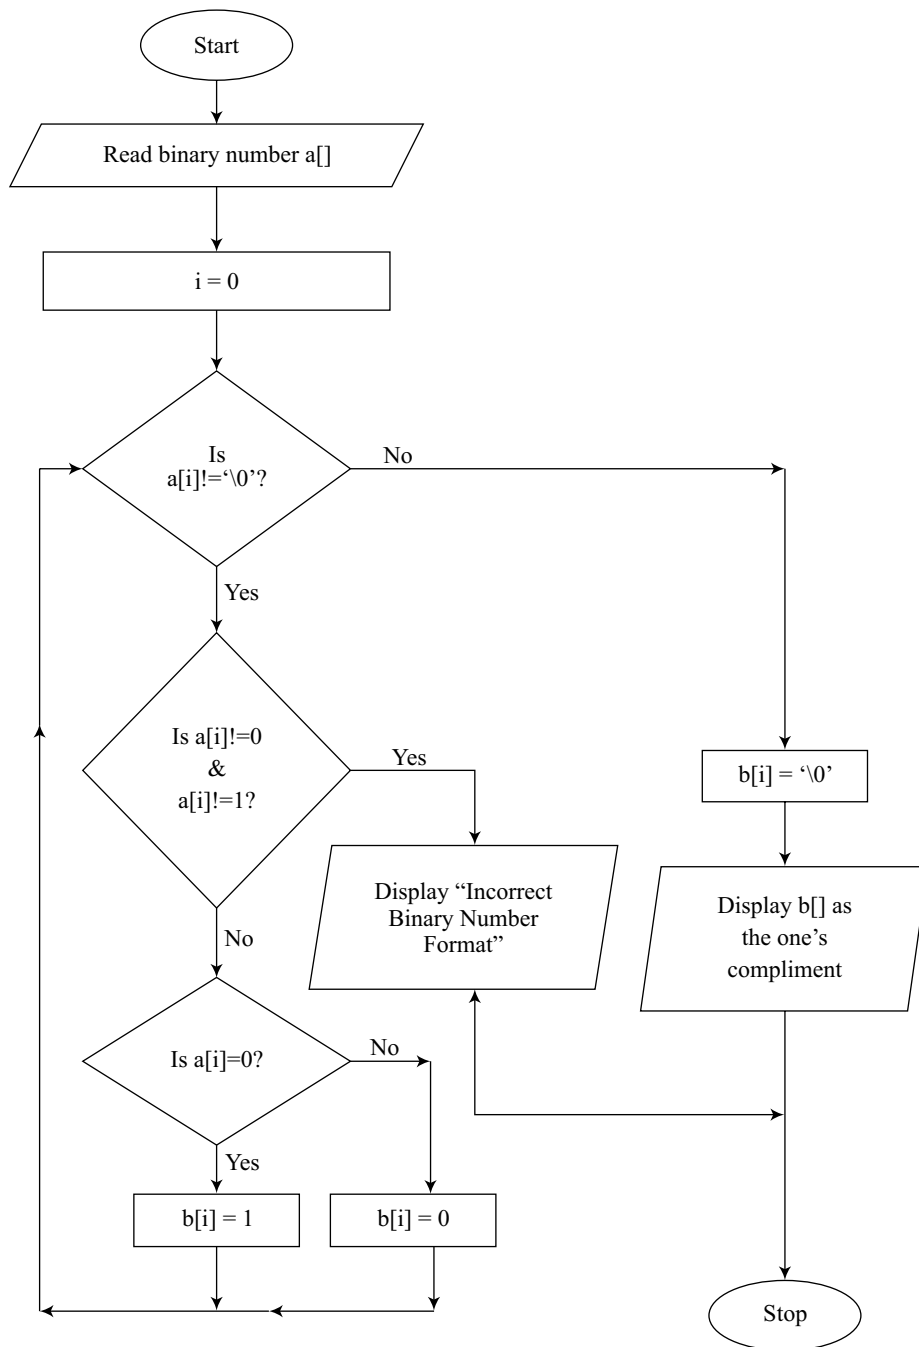 Start
Read binary number a[]
i = 0
Is
a[i]!=‘\0’?
No
Yes
Is a[i]!=0
&
a[i]!=1?
Yes
b[i] = ‘\0’
Display “Incorrect
Binary Number
Format”
Display b[] as
the one’s
compliment
No
Is a[i]=0?
No
Yes
b[i] = 1
b[i] = 0
Stop